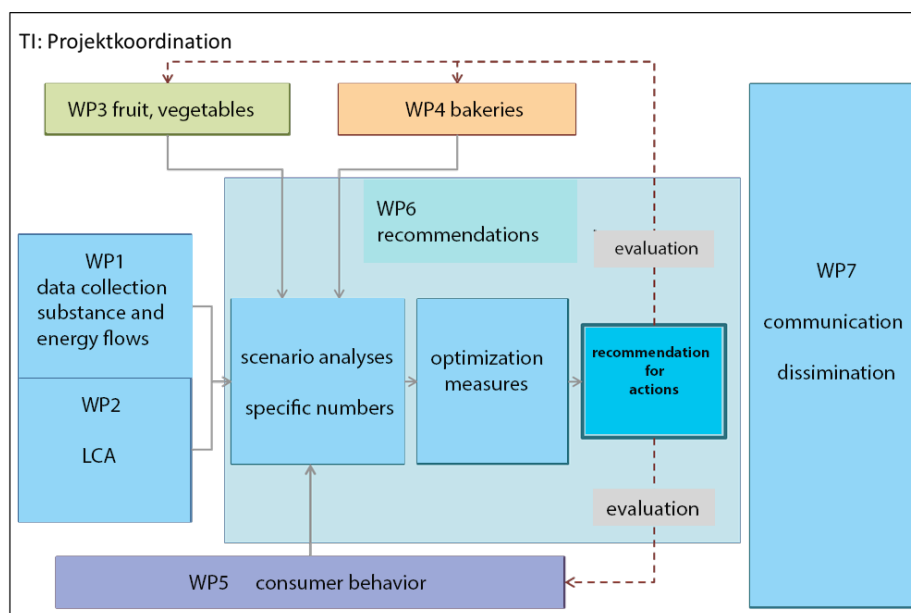 TI: Projektkoordination
WP3 fruit, vegetables
WP4 bakeries
WP6
recommendations
evaluation
WP1
data collection
substance and
energy flows
WP2
LCA
scenario analyses
specific numbers
optimization
measures
recommendation
for
actions
WP7
communication
dissimination
evaluation
WP5 consumer behavior